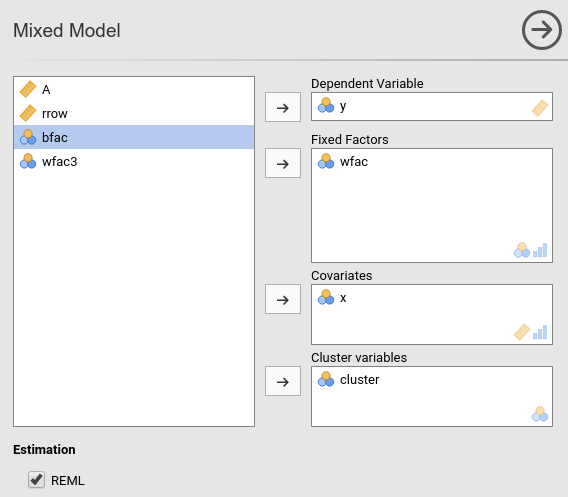 Mixed Model
A
rrow
bfac
wfac3
Dependent Variable
y
Fixed Factors
wfac
Covariates
x
Cluster variables
cluster
Estimation
REML